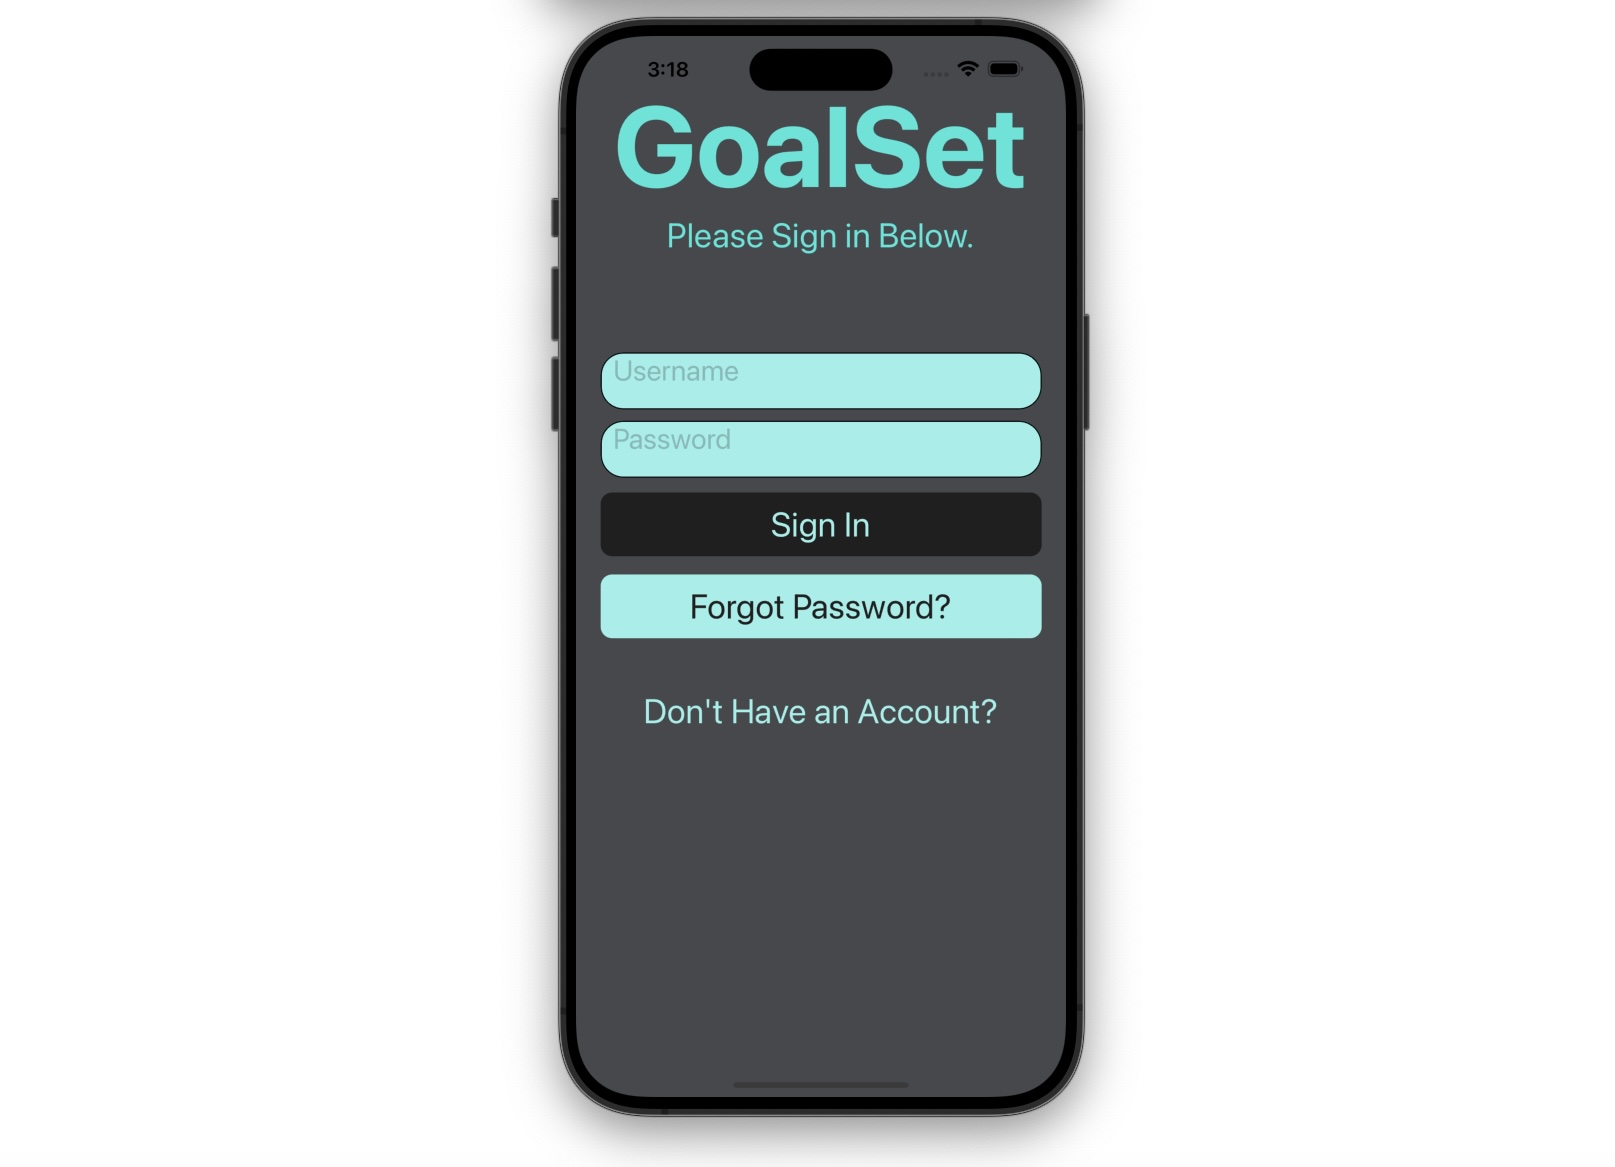 3:18
GoalSet
Please Sign in Below.
Username
Password
Sign In
Forgot Password?
Don't Have an Account?